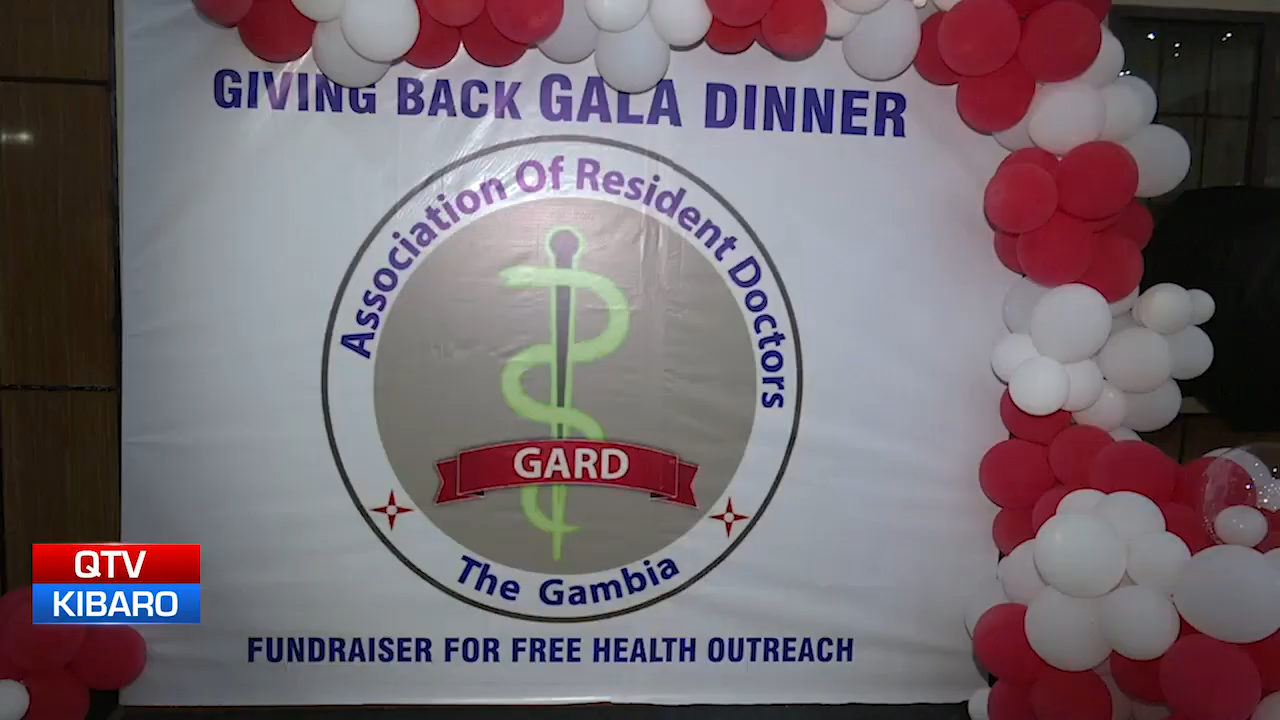 GIVING BACK GALA DINNER
Association Of Resident Doctors
GARD
The Gambia
FUNDRAISER FOR FREE HEALTH OUTREACH
QTV
KIBARO